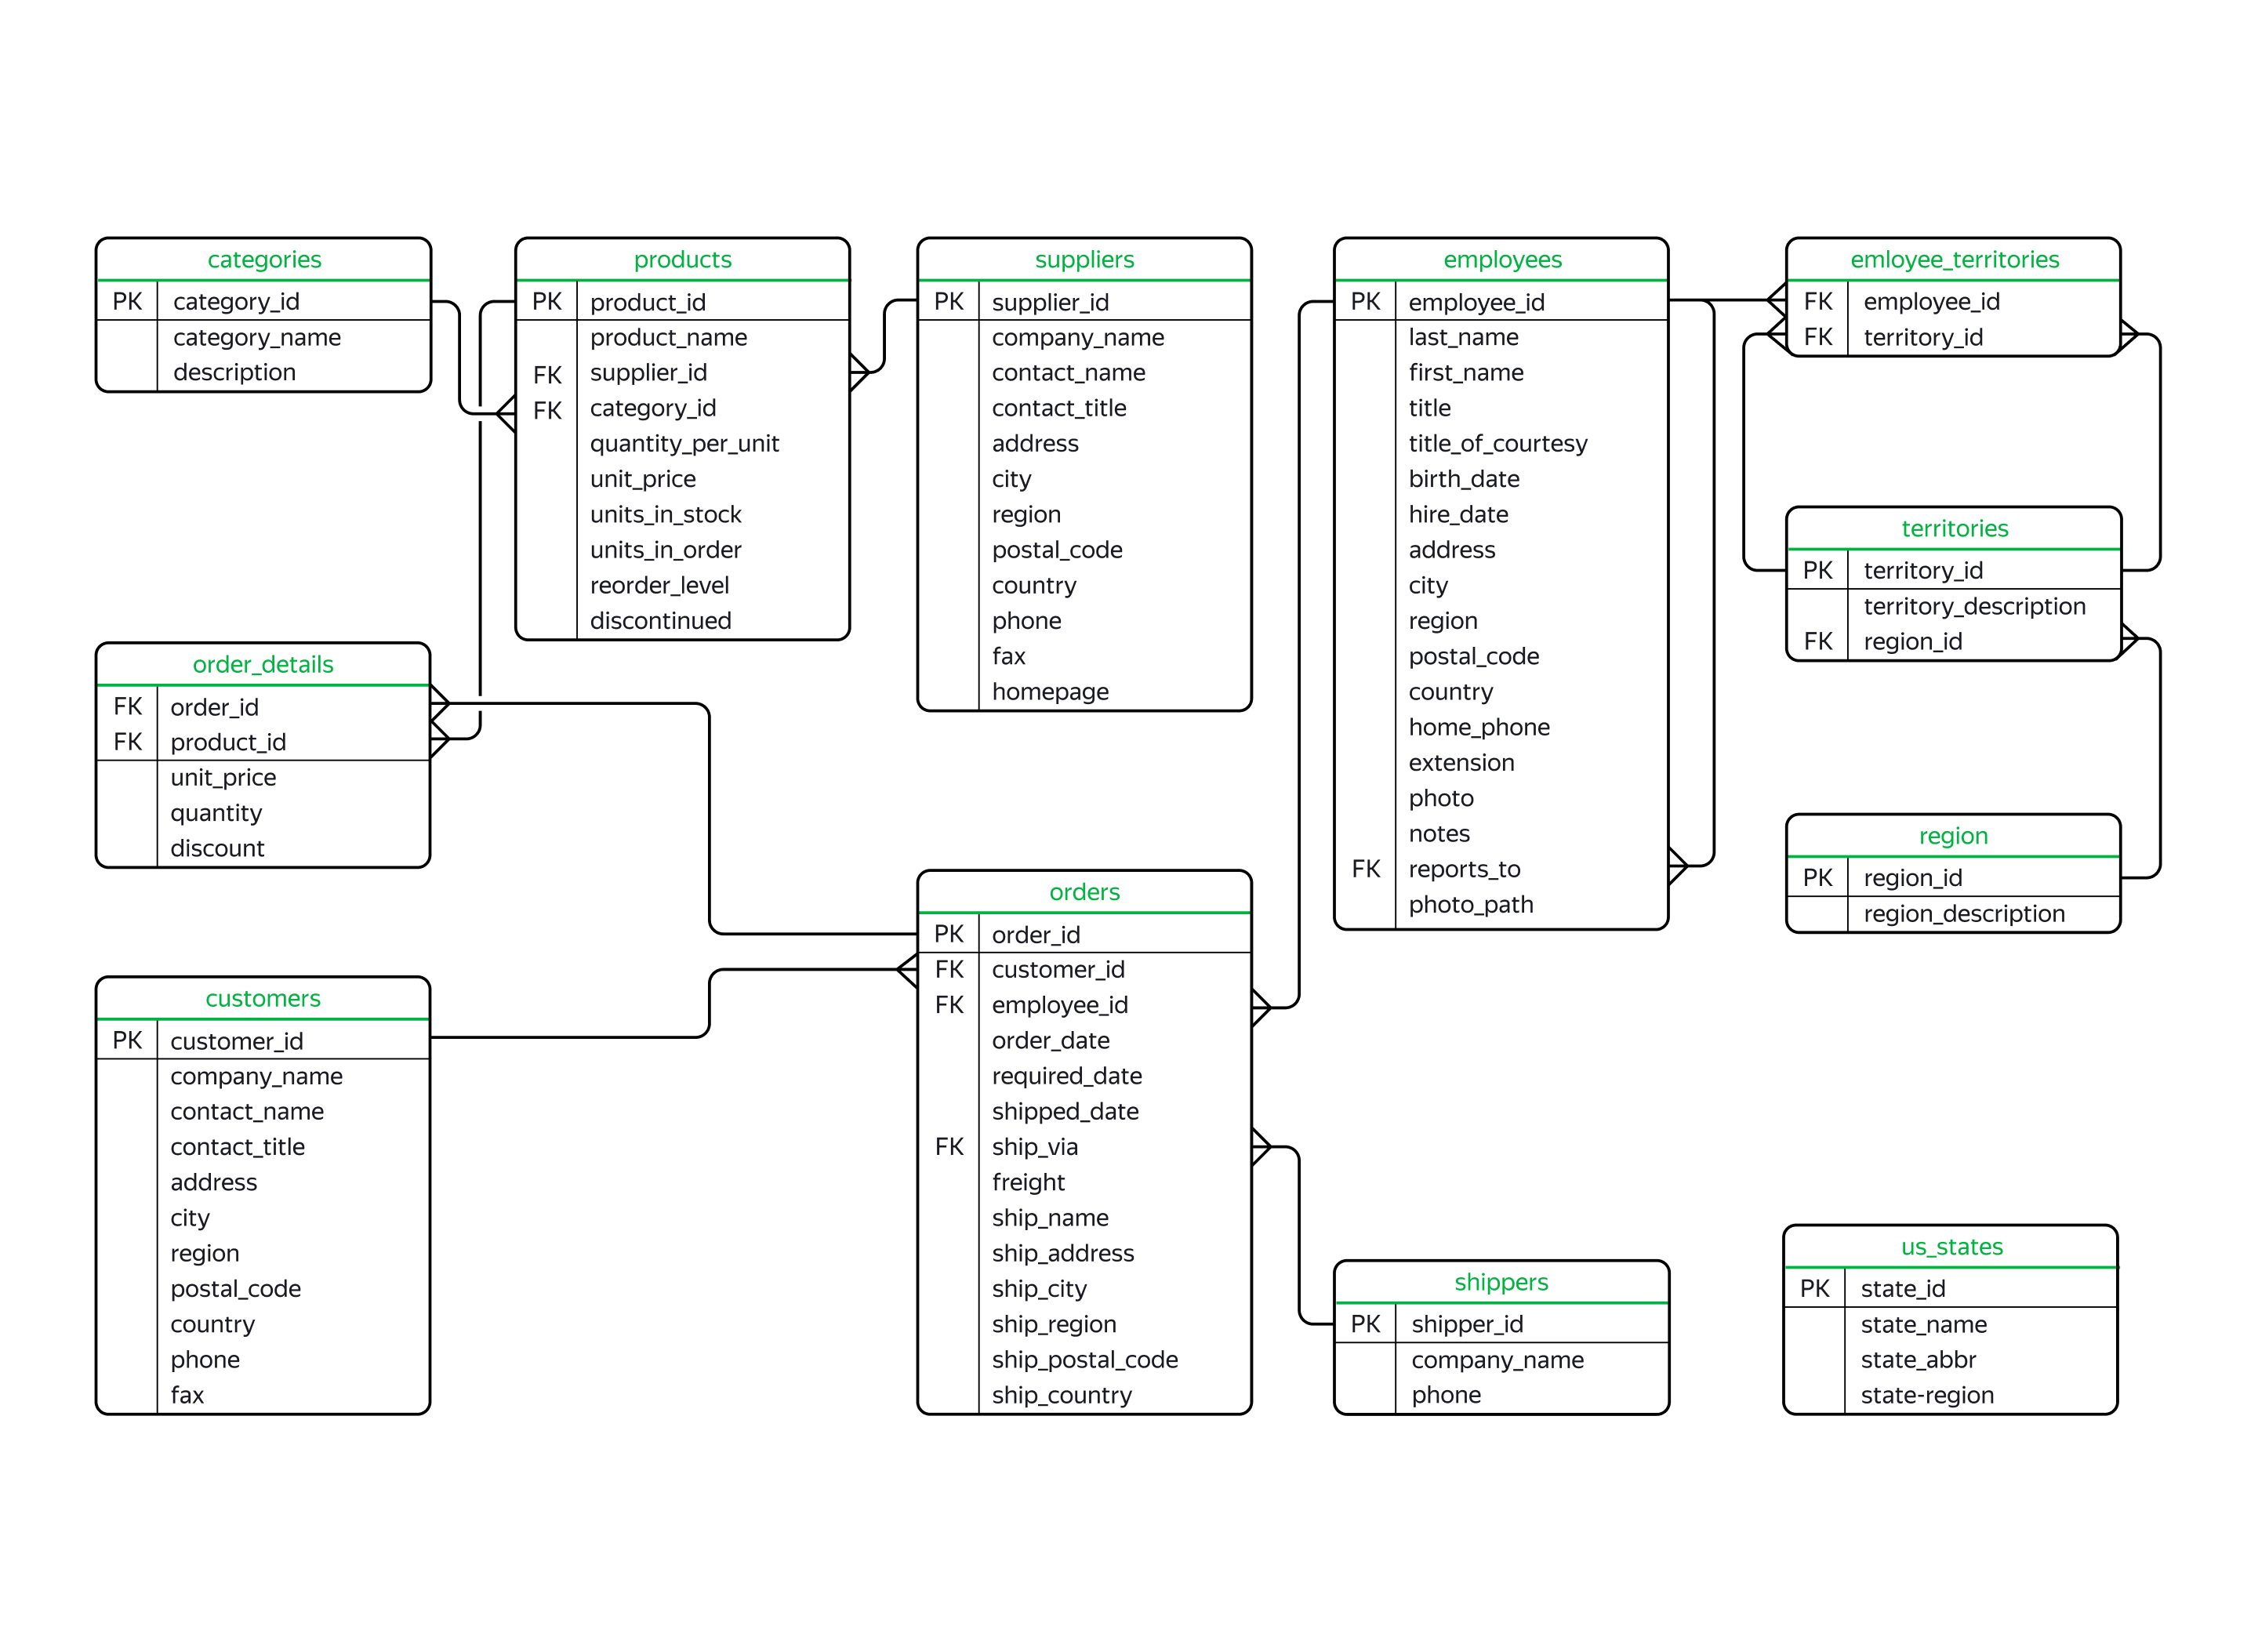 categories
PK category_id
category_name
description
products
PK product_id
product_name
FK supplier_id
FK category_id
quantity_per_unit
unit_price
units_in_stock
units_in_order
reorder_level
discontinued
suppliers
PK supplier_id
company_name
contact_name
contact_title
address
city
region
postal_code
country
phone
fax
homepage
employees
PK employee_id
last_name
first_name
title
title_of_courtesy
birth_date
hire_date
address
city
region
postal_code
country
home_phone
extension
photo
notes
FK reports_to
photo_path
emloyee_territories
FK employee_id
FK territory_id
territories
PK territory_id
territory_description
FK region_id
order_details
FK order_id
FK product_id
unit_price
quantity
discount
region
PK region_id
region_description
orders
PK order_id
FK customer_id
FK employee_id
order_date
required_date
shipped_date
FK ship_via
freight
ship_name
ship_address
ship_city
ship_region
ship_postal_code
ship_country
customers
PK customer_id
company_name
contact_name
contact_title
address
city
region
postal_code
country
phone
fax
shippers
PK shipper_id
company_name
phone
us_states
PK state_id
state_name
state_abbr
state-region